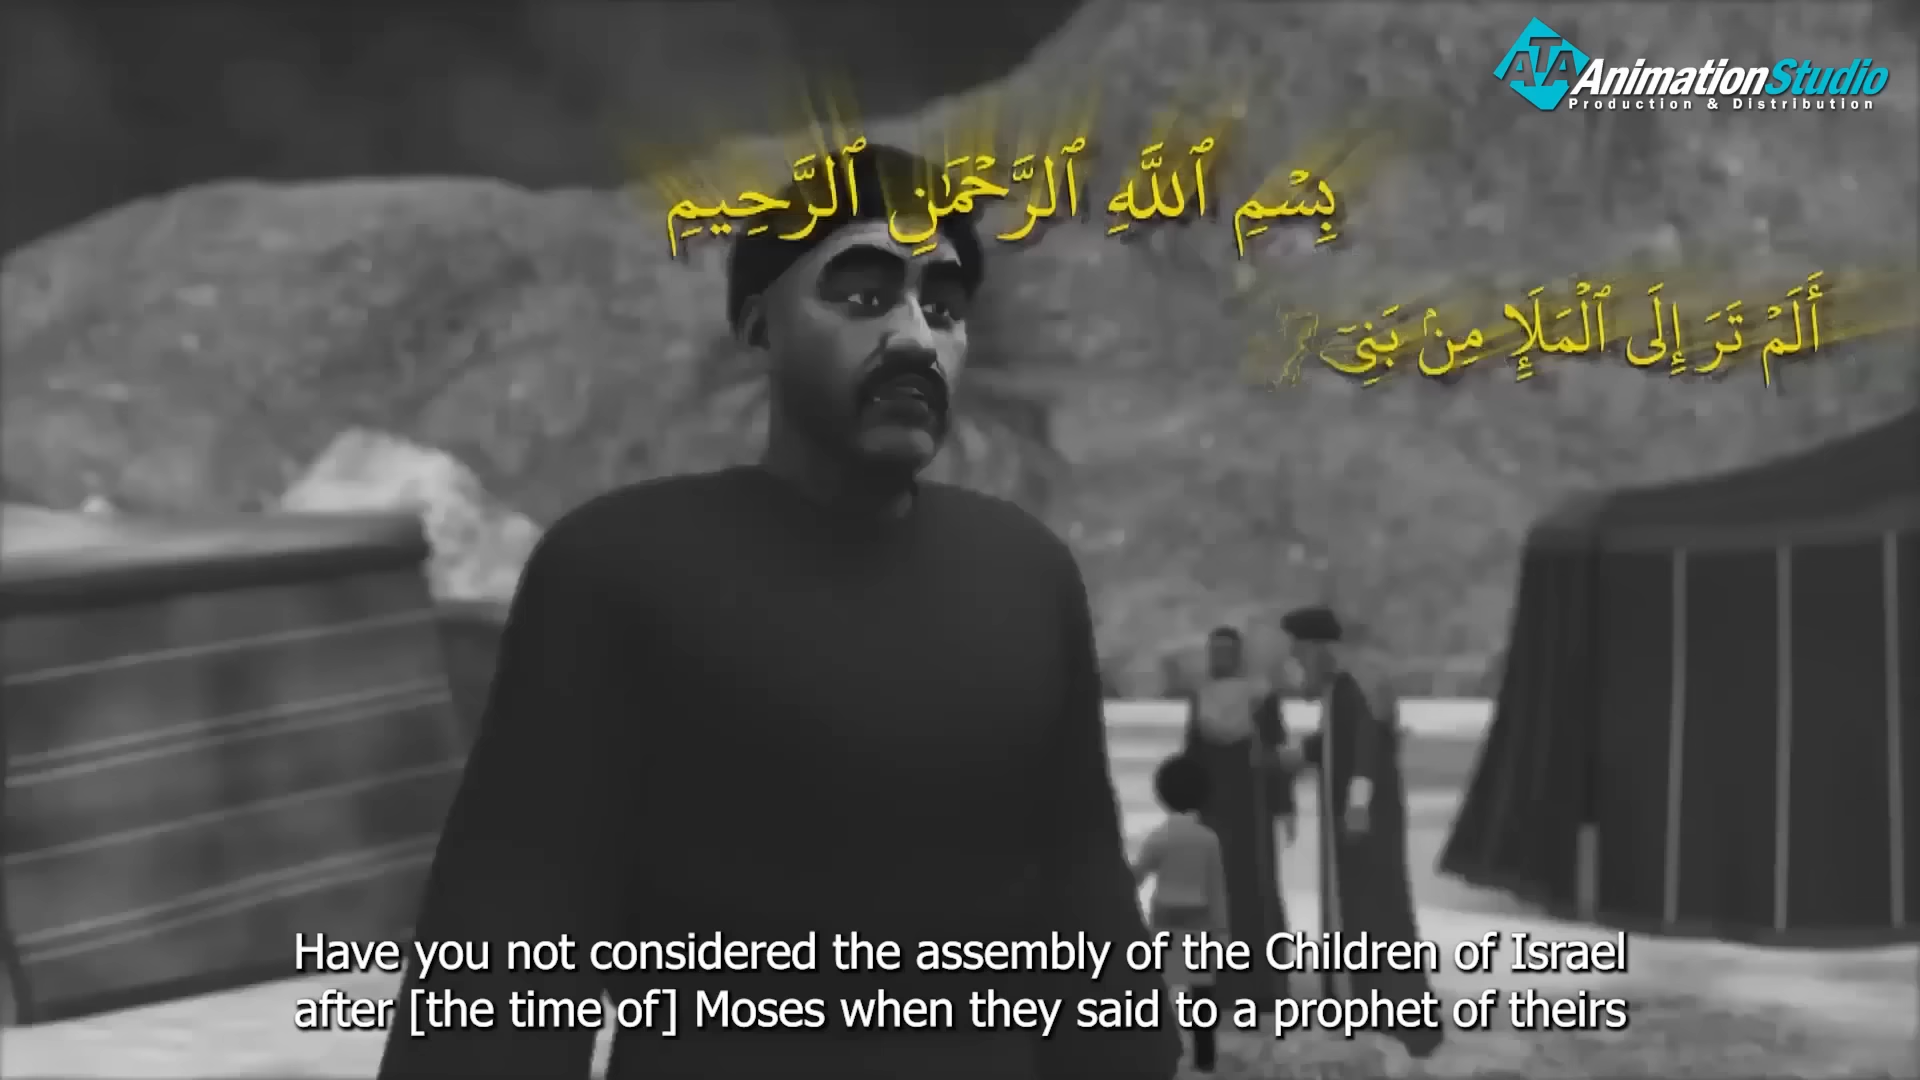 ATA AnimationStudio
Production & Distribution
بِسْمِ ٱللَّهِ ٱلرَّحْمَٰنِ ٱلرَّحِيمِ
أَلَمْ تَرَ إِلَى ٱلْمَلَإِ مِنۢ بَنِىٓ
Have you not considered the assembly of the Children of Israel
after [the time of] Moses when they said to a prophet of theirs